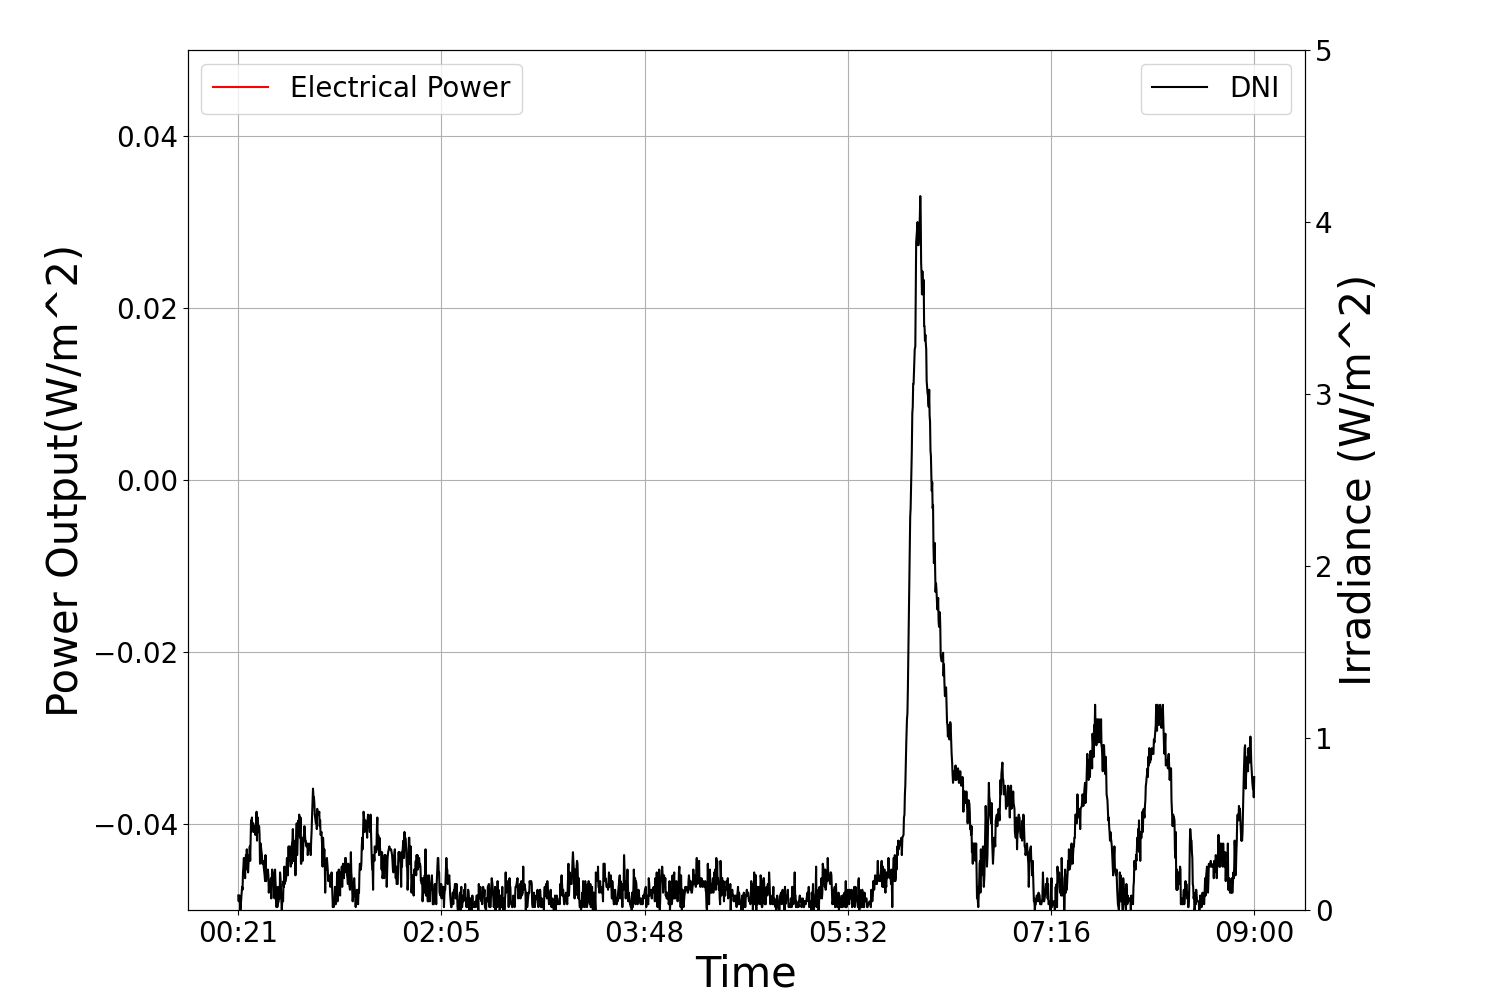 Electrical Power
DNI
Power Output(W/m^2)
0.04
0.02
0.00
−0.02
−0.04
5
4
3
2
1
0
Irradiance (W/m^2)
00:21 02:05 03:48 05:32 07:16 09:00
Time